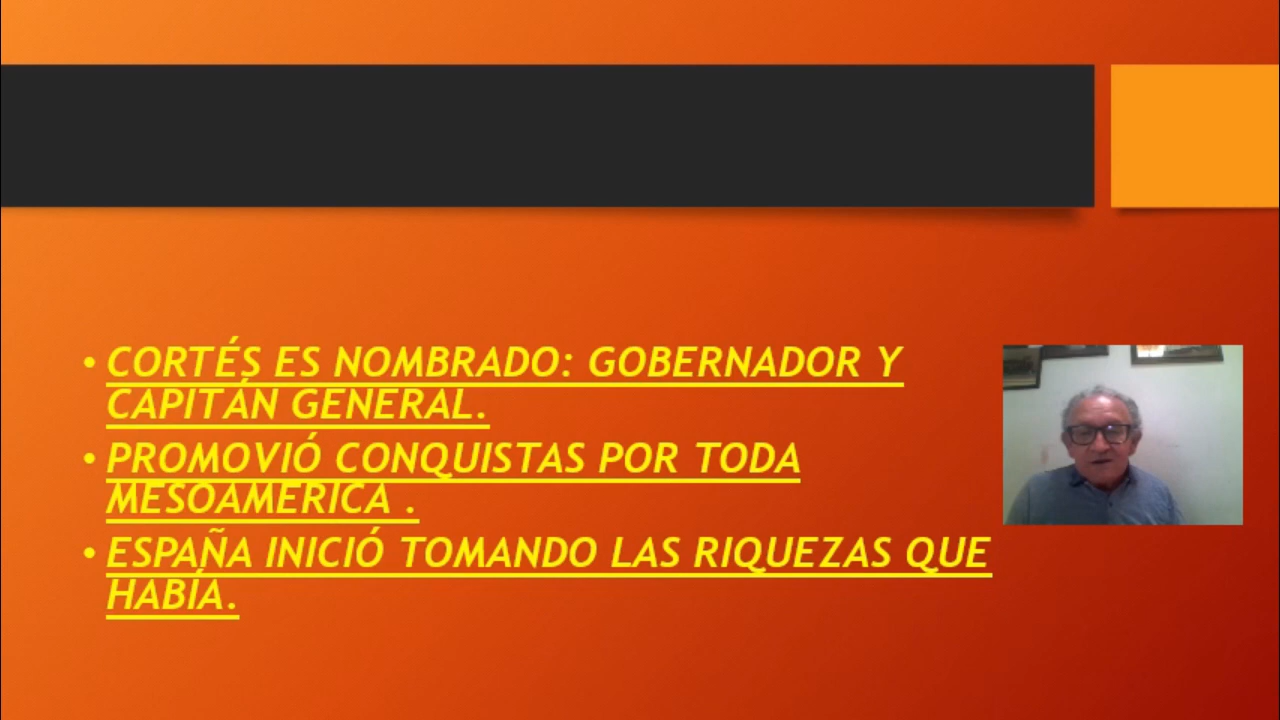 • CORTÉS ES NOMBRADO: GOBERNADOR Y
CAPITÁN GENERAL.
• PROMOVIÓ CONQUISTAS POR TODA
MESOAMERICA .
• ESPAÑA INICIÓ TOMANDO LAS RIQUEZAS QUE
HABÍA.